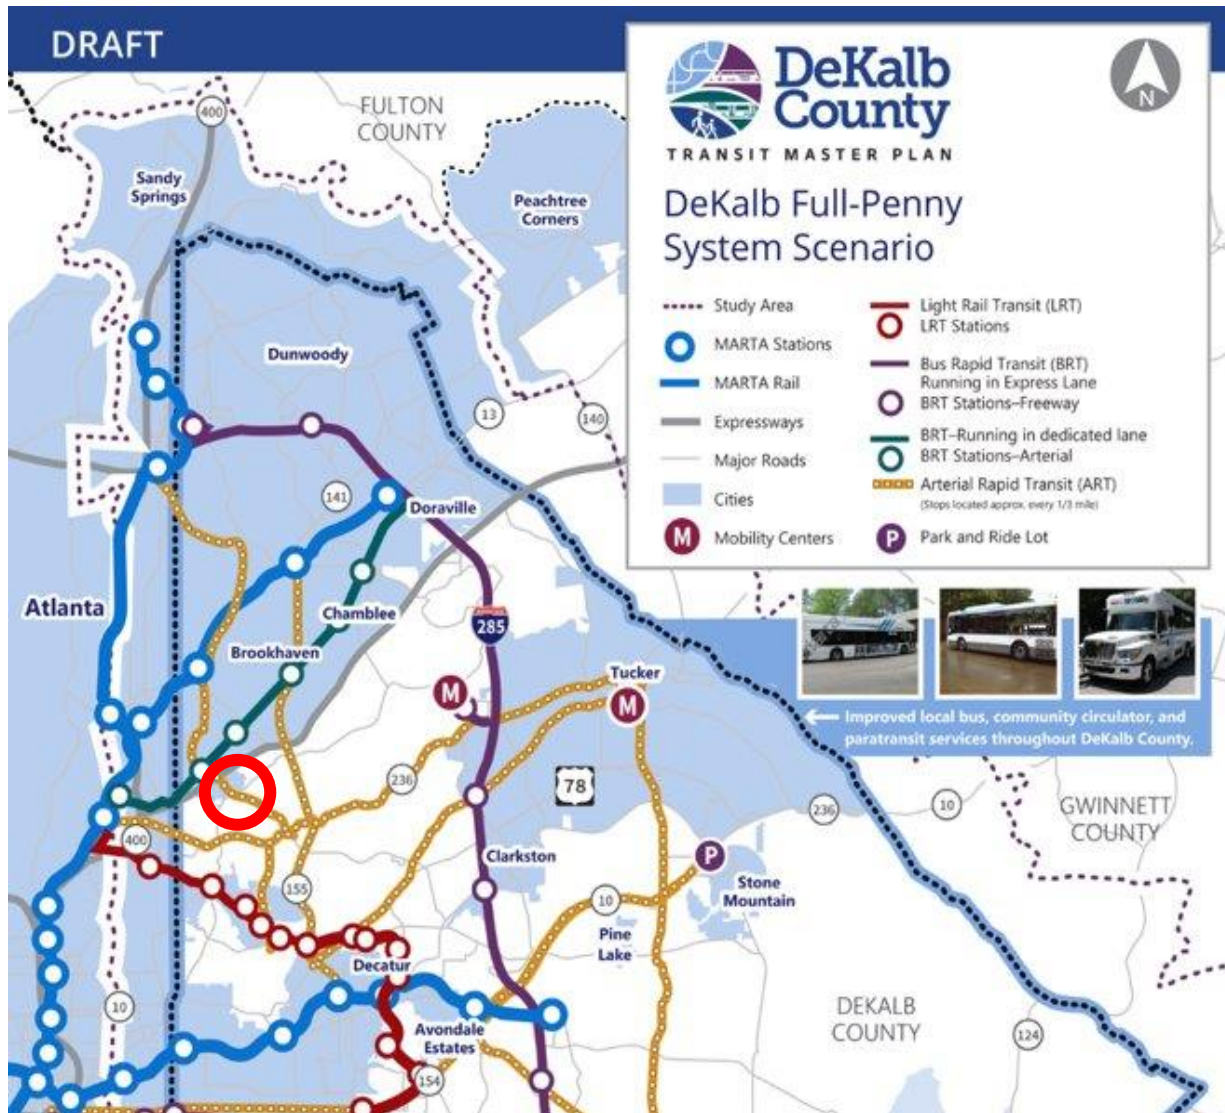 DRAFT
DeKalb
County
TRANSIT MASTER PLAN
N
DeKalb Full-Penny
System Scenario
Study Area
MARTA Stations
MARTA Rail
Expressways
Major Roads
Cities
M Mobility Centers
Light Rail Transit (LRT)
LRT Stations
Bus Rapid Transit (BRT)
Running in Express Lane
BRT Stations–Freeway
BRT–Running in dedicated lane
BRT Stations–Arterial
Arterial Rapid Transit (ART)
(Stops located approx. every 1/3 mile)
P Park and Ride Lot
FULTON
COUNTY
400
Sandy
Springs
Peachtree
Corners
Dunwoody
13
140
141
Doraville
Atlanta
Chamblee
285
Brookhaven
Tucker
M
M
Improved local bus, community circulator, and
paratransit services throughout DeKalb County.
236
78
236
10
GWINNETT
COUNTY
400
Clarkston
P
155
Stone
Mountain
10
Pine
Lake
Decatur
10
Avondale
Estates
DEKALB
COUNTY
124
154